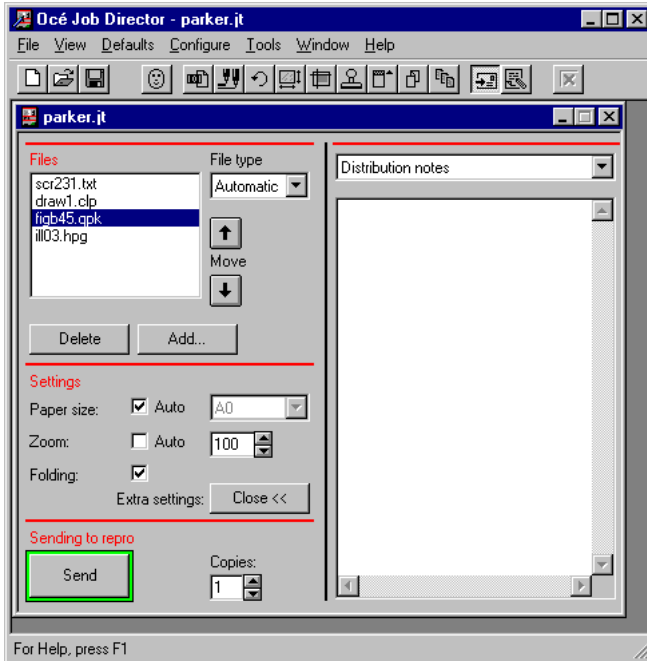 Océ Job Director - parker.jt
File View Defaults Configure Tools Window Help
parker.jt
Files
File type
scr231.txt
draw1.clp
figb45.qpk
ill03.hpg
Automatic
Move
Delete
Add...
Settings
Paper size:
Auto
A0
Zoom:
Auto
100
Folding:
Extra settings:
Close <<
Sending to repro
Send
Copies:
1
Distribution notes
For Help, press F1